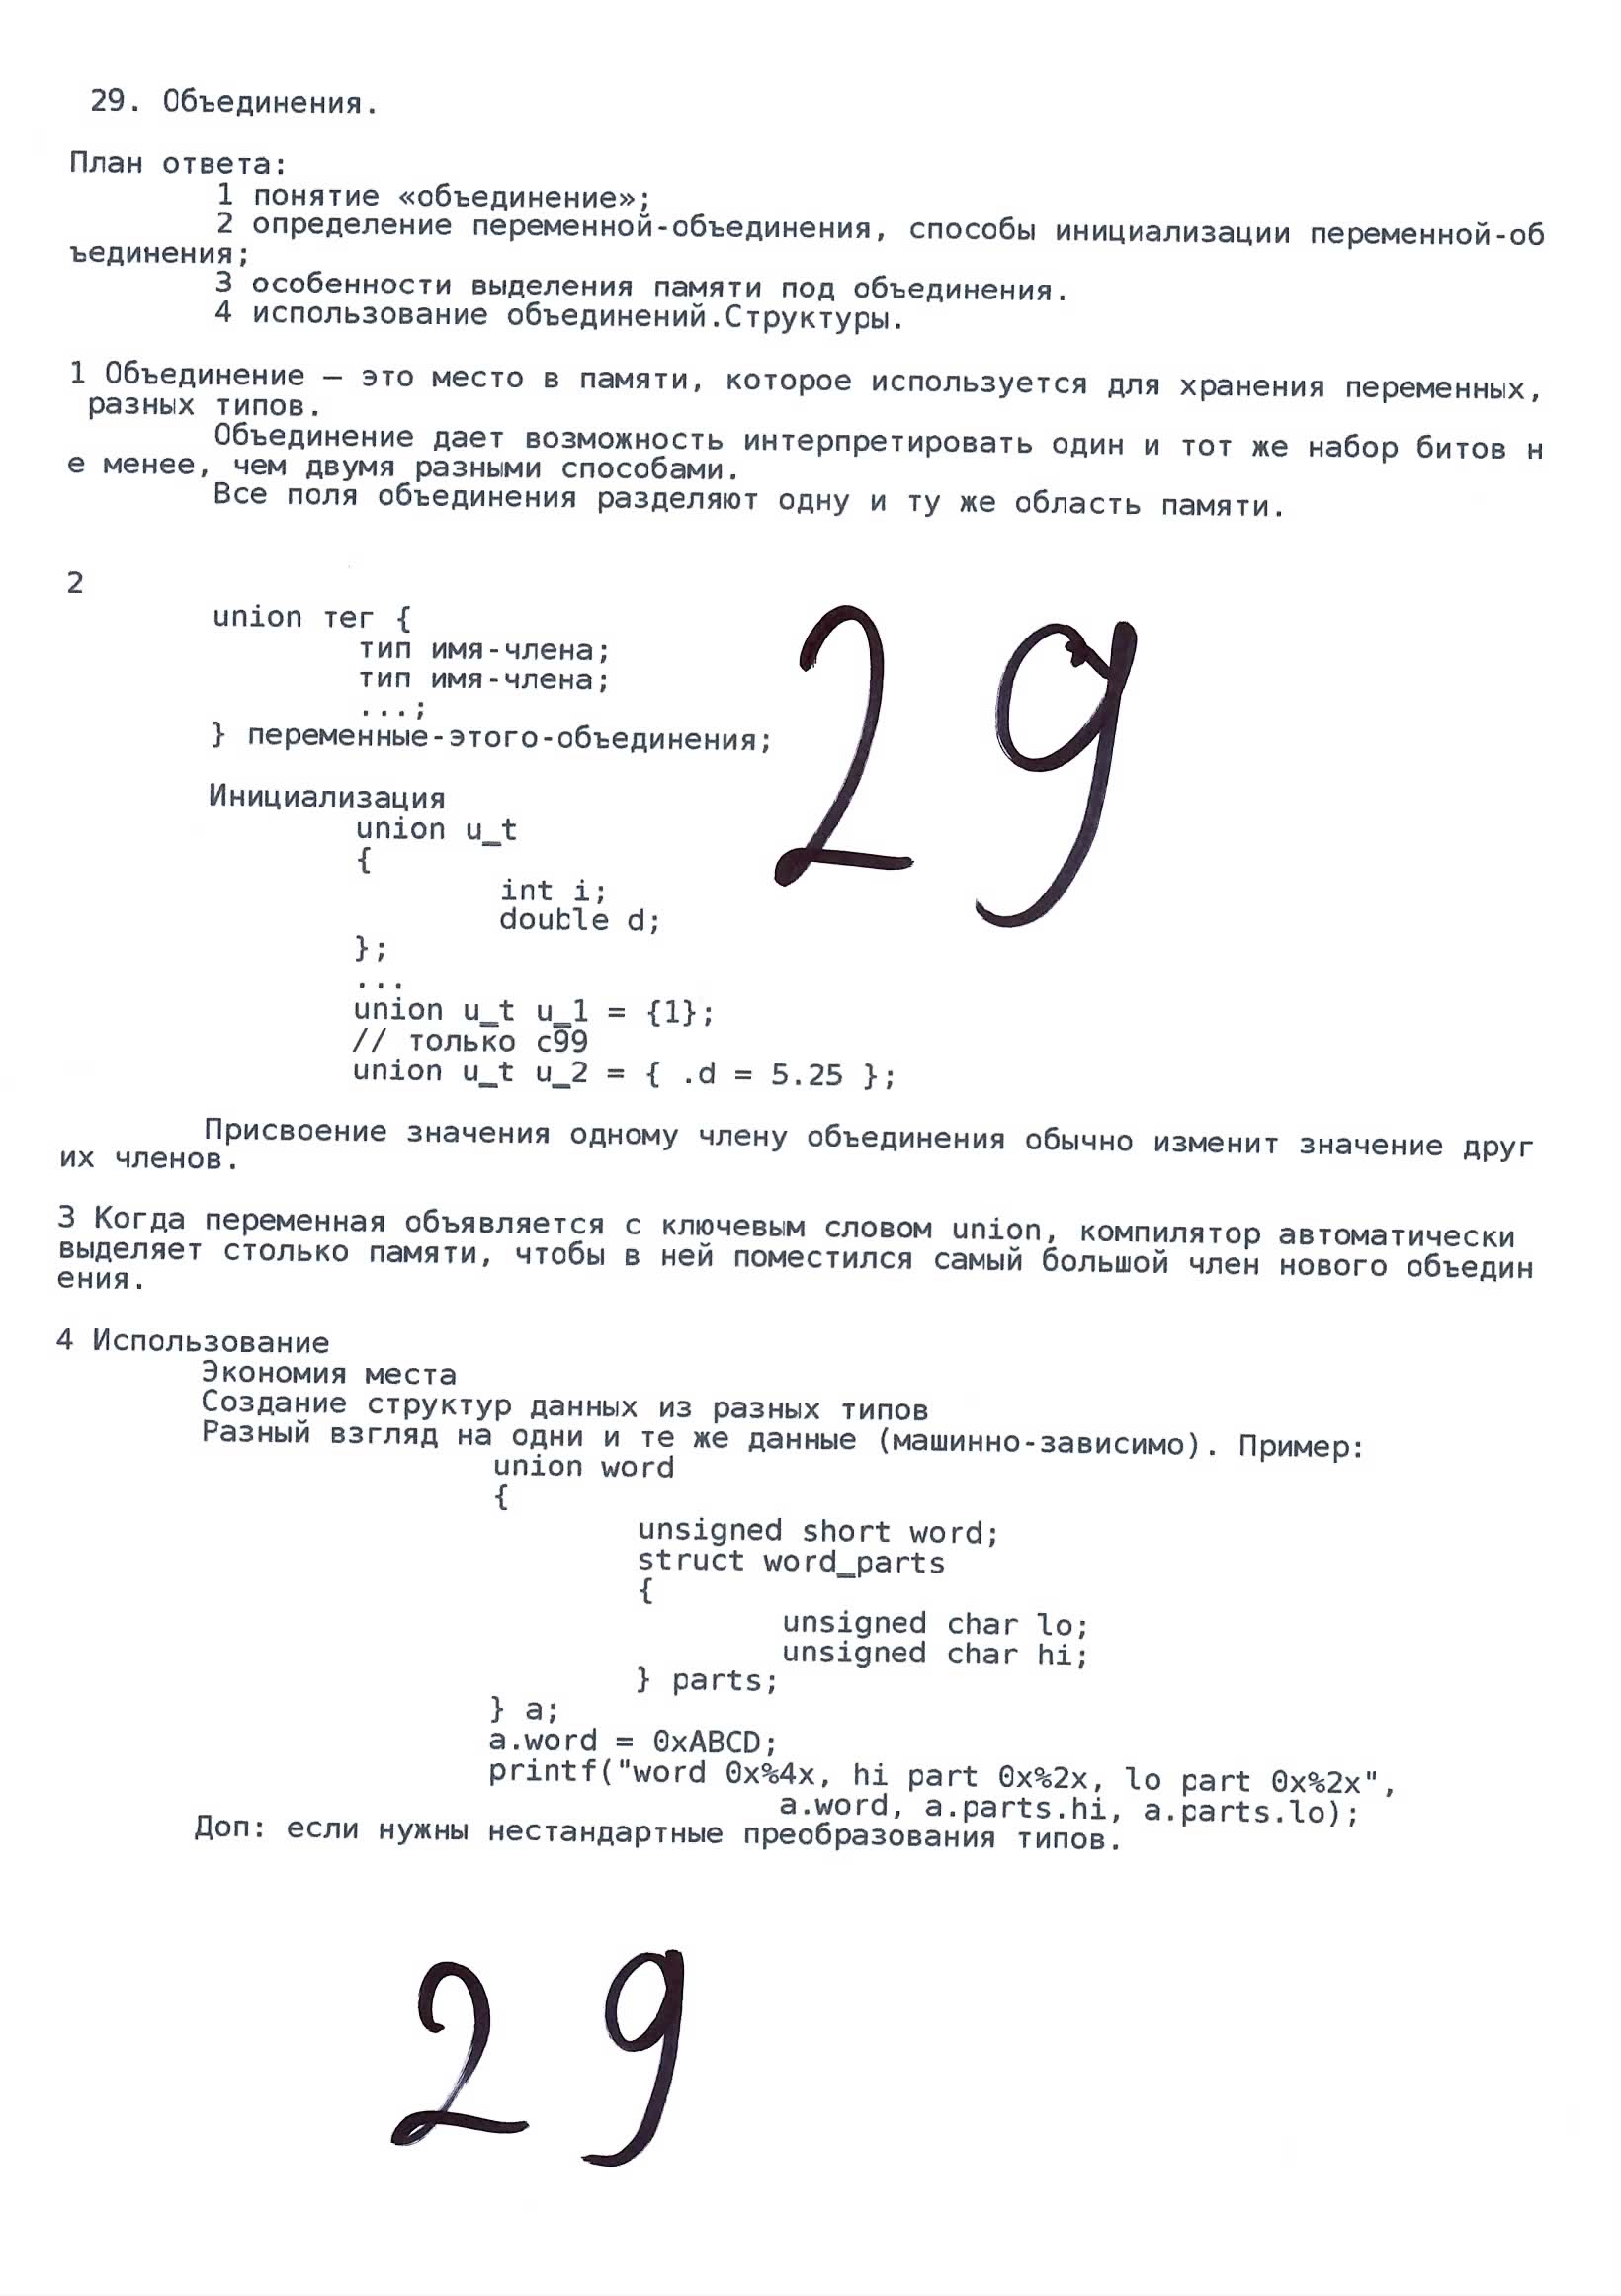 29. Объединения.
План ответа:
1 понятие «объединение»;
2 определение переменной-объединения, способы инициализации переменной-об
ъединения;
3 особенности выделения памяти под объединения.
4 использование объединений.Структуры.
1 Объединение — это место в памяти, которое используется для хранения переменных,
разных типов.
Объединение дает возможность интерпретировать один и тот же набор битов н
е менее, чем двумя разными способами.
Все поля объединения разделяют одну и ту же область памяти.
2
union тег {
тип имя-члена;
тип имя-члена;
...;
} переменные-этого-объединения;
29
Инициализация
union u_t
{
int i;
double d;
};
...
union u_t u_1 = {1};
// только c99
union u_t u_2 = { .d = 5.25 };
Присвоение значения одному члену объединения обычно изменит значение друг
их членов.
3 Когда переменная объявляется с ключевым словом union, компилятор автоматически
выделяет столько памяти, чтобы в ней поместился самый большой член нового объедин
ения.
4 Использование
Экономия места
Создание структур данных из разных типов
Разный взгляд на одни и те же данные (машинно-зависимо). Пример:
union word
{
unsigned short word;
struct word_parts
{
unsigned char lo;
unsigned char hi;
} parts;
} a;
a.word = 0xABCD;
printf("word 0x%4x, hi part 0x%2x, lo part 0x%2x",
a.word, a.parts.hi, a.parts.lo);
Доп: если нужны нестандартные преобразования типов.
29